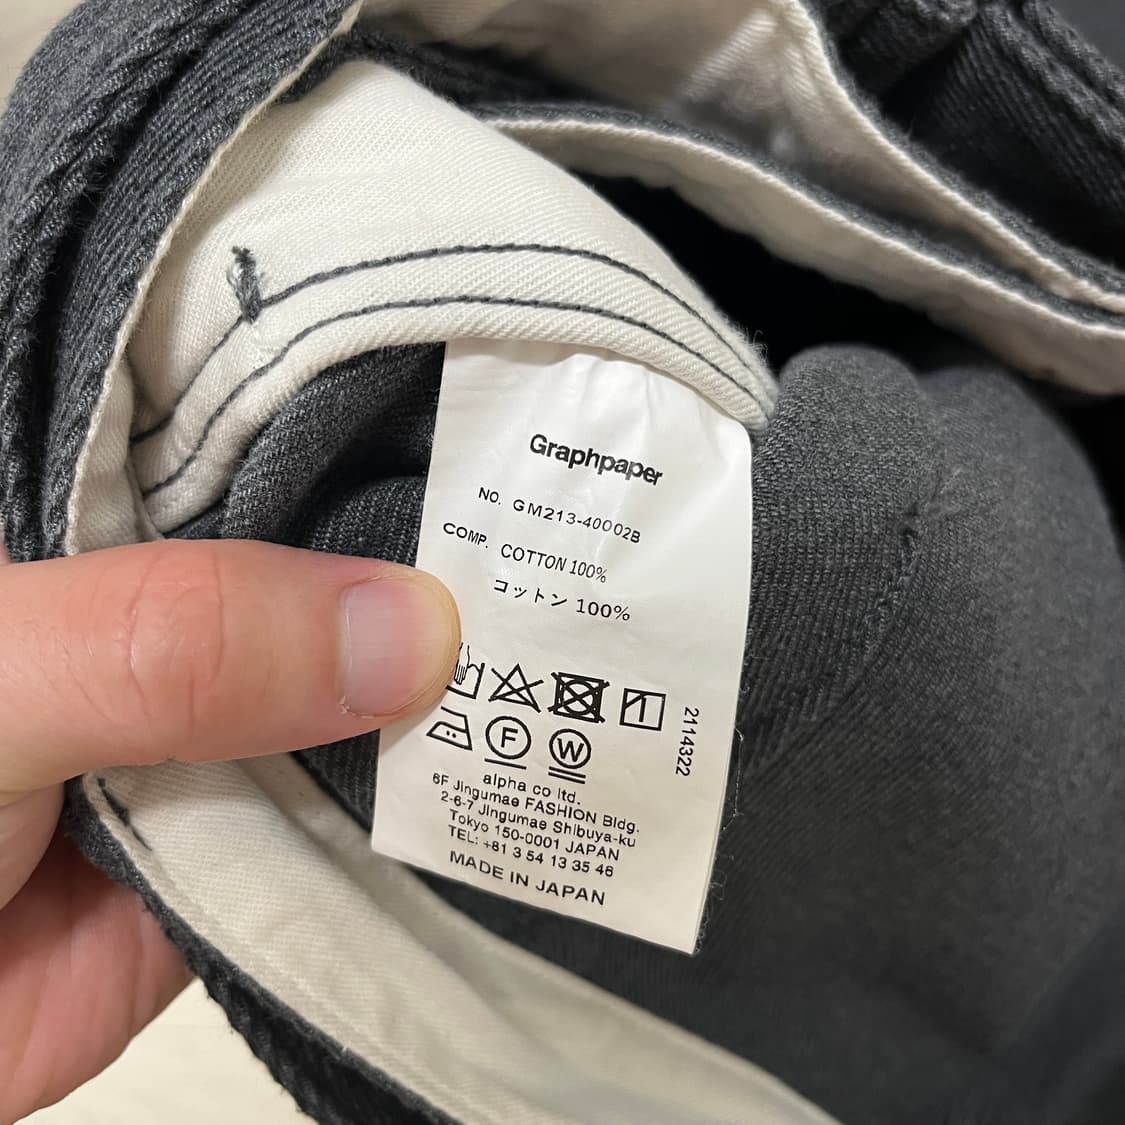 Graphpaper
NO. GM213-40002B
COMP. COTTON 100%
コットン 100%
F W
2114322
alpha co ltd.
6F Jingumae FASHION Bldg.
2-6-7 Jingumae Shibuya-ku
Tokyo 150-0001 JAPAN
TEL: +81 3 54 13 35 46
MADE IN JAPAN